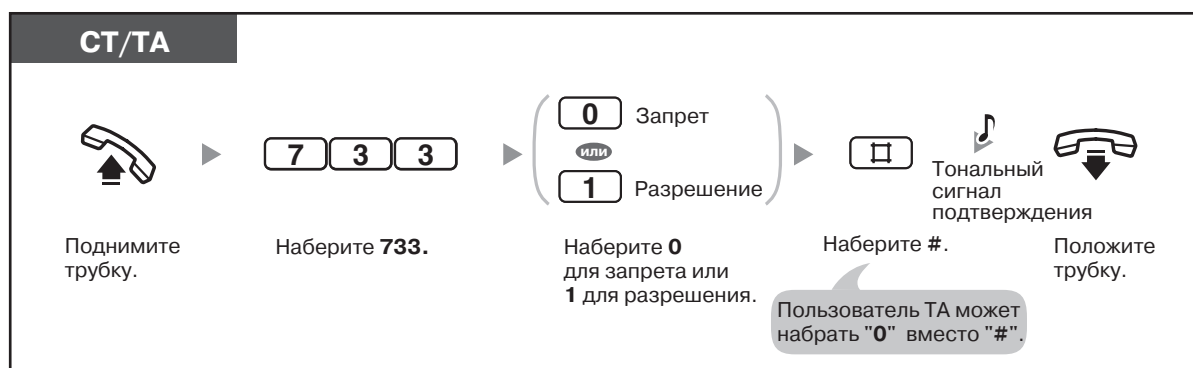 СТ/ТА
7 3 3
0 Запрет
или
1 Разрешение
#
Тональный
сигнал
подтверждения
Поднимите
трубку.
Наберите 733.
Наберите 0
для запрета или
1 для разрешения.
Наберите #.
Положите
трубку.
Пользователь ТА может
набрать "0" вместо "#".